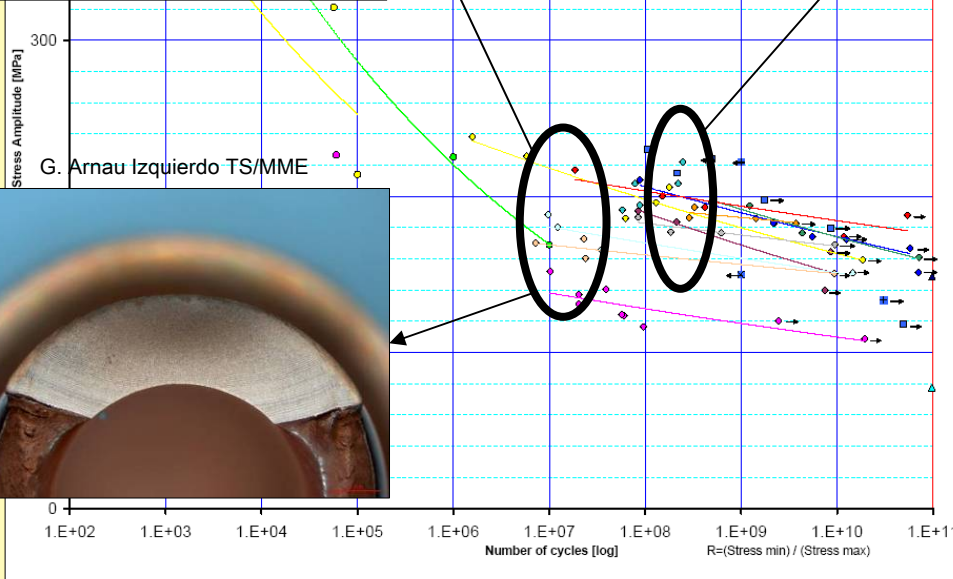 300
Stress Amplitude [MPa]
G. Arnau Izquierdo TS/MME
0
1.E+02 1.E+03 1.E+04 1.E+05 1.E+06 1.E+07 1.E+08 1.E+09 1.E+10 1.E+11
Number of cycles [log] R=(Stress min) / (Stress max)